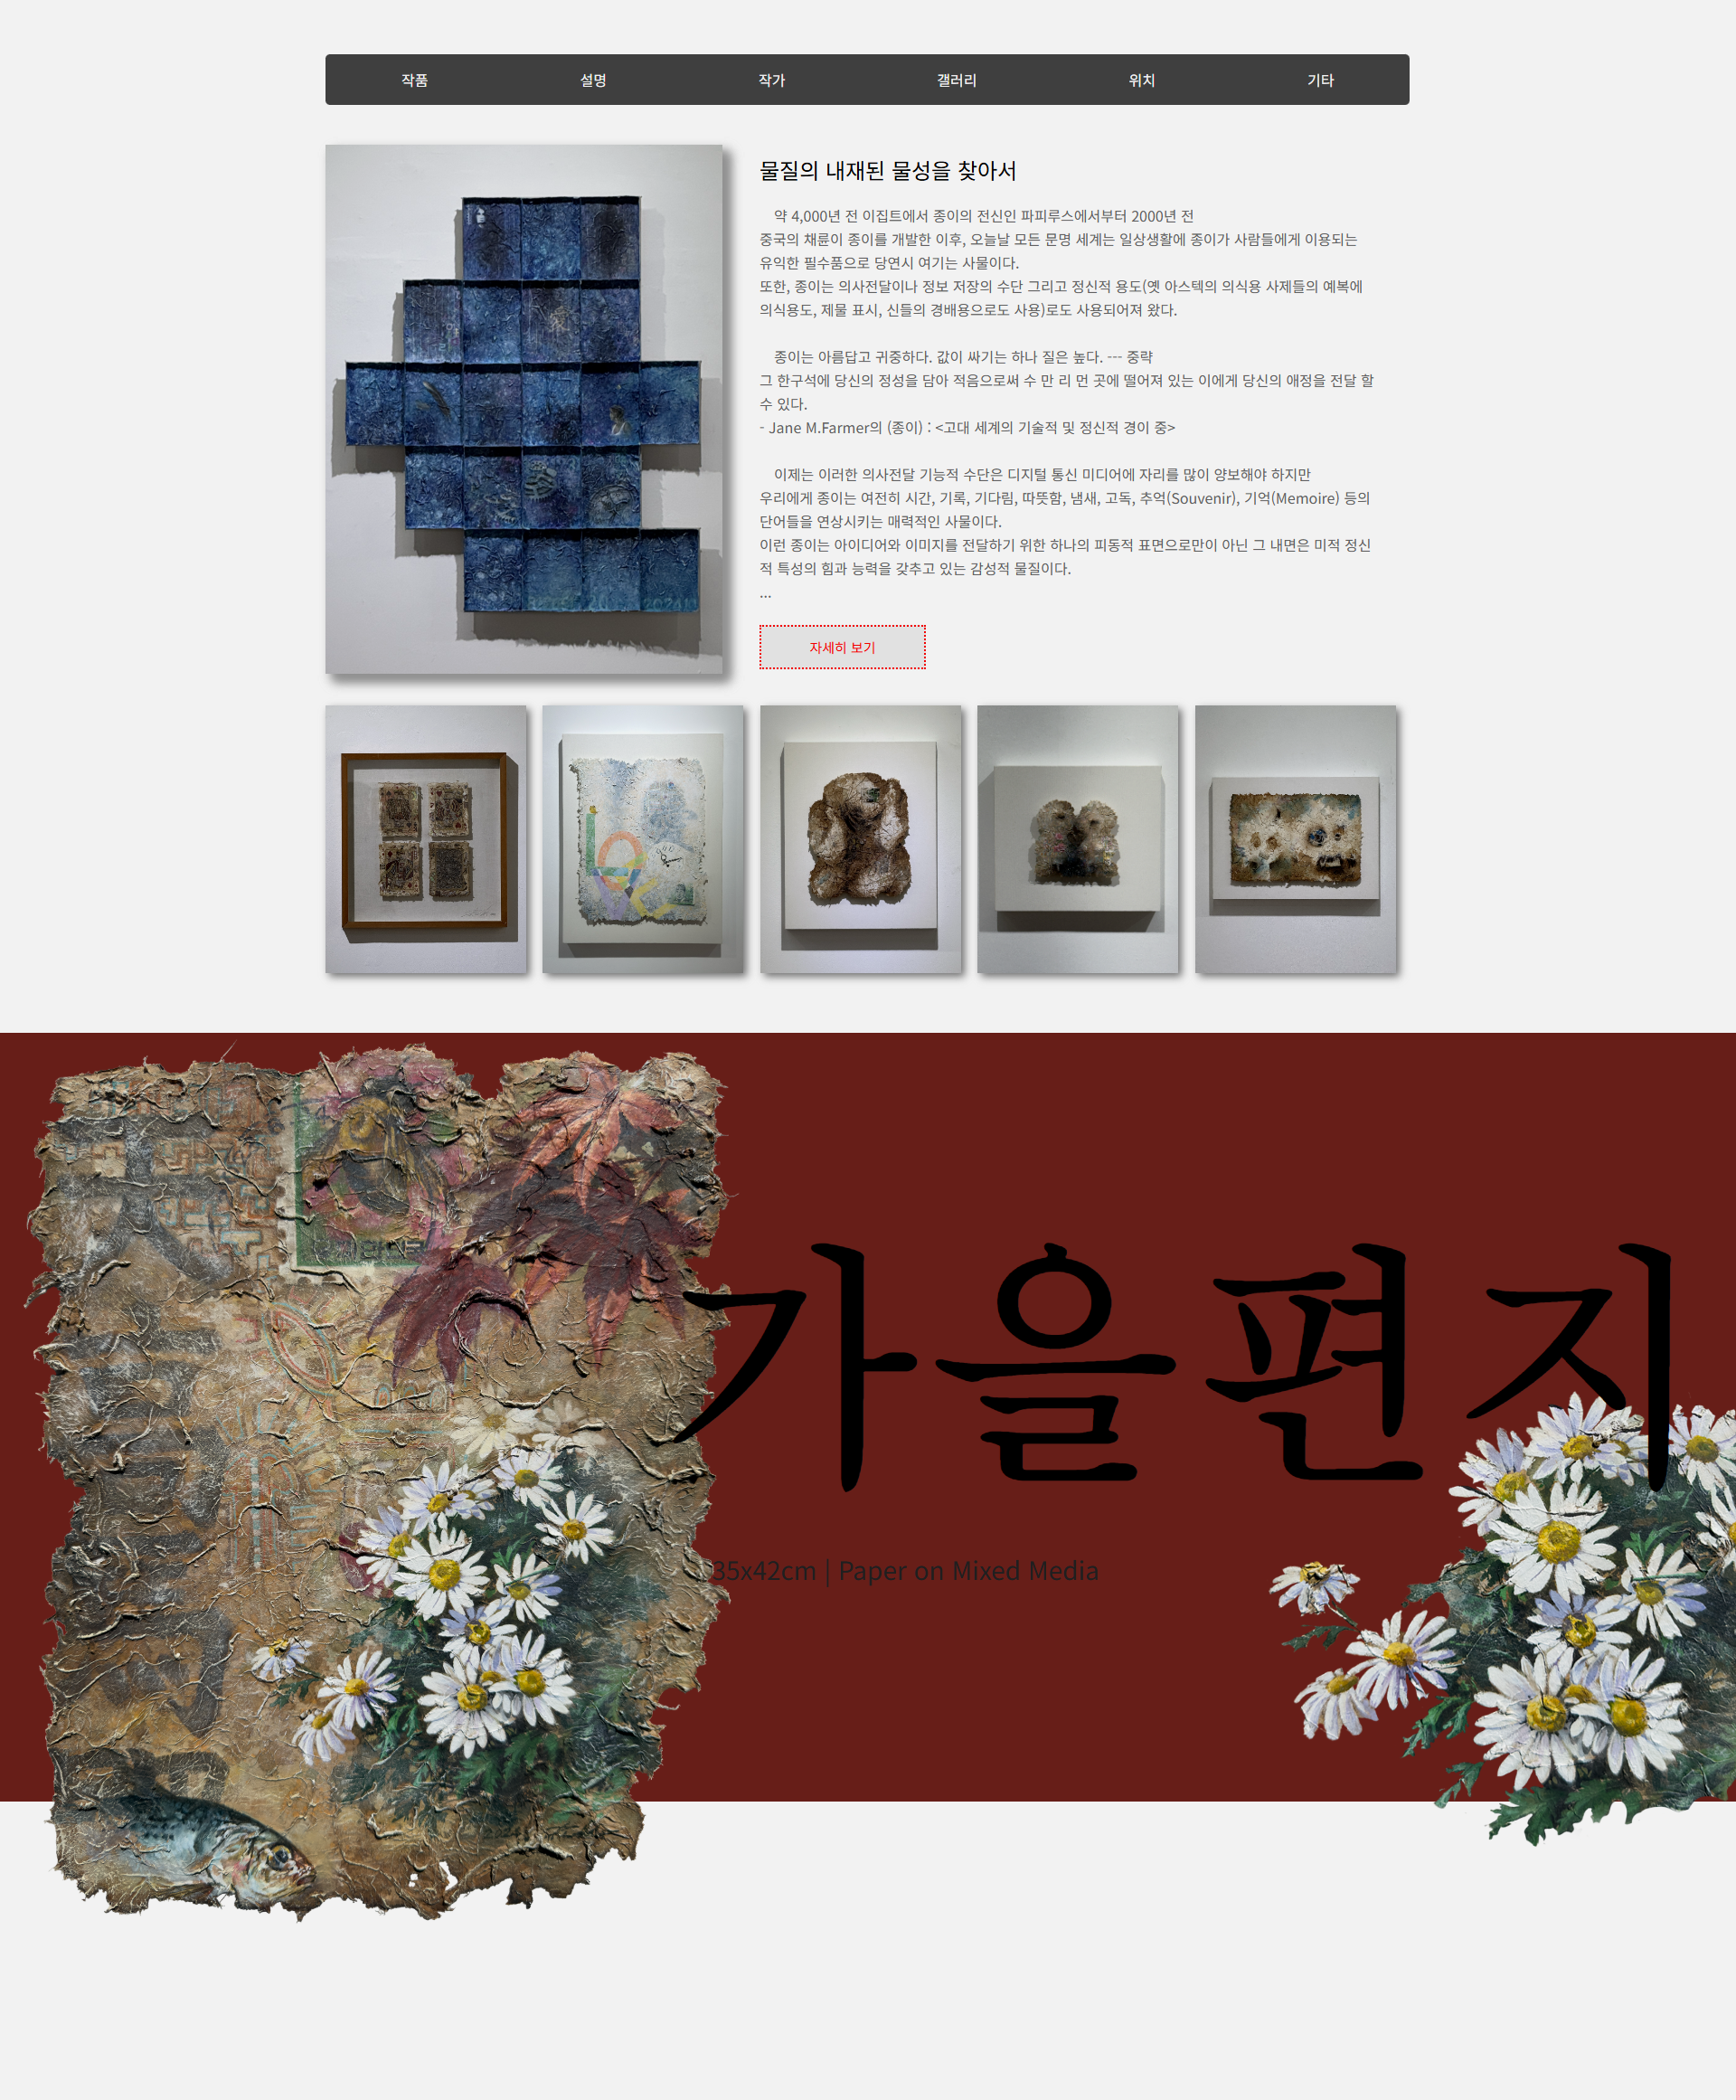 작품 설명 작가 갤러리 위치 기타
물질의 내재된 물성을 찾아서
약 4,000년 전 이집트에서 종이의 전신인 파피루스에서부터 2000년 전
중국의 채륜이 종이를 개발한 이후, 오늘날 모든 문명 세계는 일상생활에 종이가 사람들에게 이용되는
유익한 필수품으로 당연시 여기는 사물이다.
또한, 종이는 의사전달이나 정보 저장의 수단 그리고 정신적 용도(옛 아스텍의 의식용 사제들의 예복에
의식용도, 제물 표시, 신들의 경배용으로도 사용)로도 사용되어져 왔다.
종이는 아름답고 귀중하다. 값이 싸기는 하나 질은 높다. --- 중략
그 한구석에 당신의 정성을 담아 적음으로써 수 만 리 먼 곳에 떨어져 있는 이에게 당신의 애정을 전달 할
수 있다.
- Jane M.Farmer의 (종이) : <고대 세계의 기술적 및 정신적 경이 중>
이제는 이러한 의사전달 기능적 수단은 디지털 통신 미디어에 자리를 많이 양보해야 하지만
우리에게 종이는 여전히 시간, 기록, 기다림, 따뜻함, 냄새, 고독, 추억(Souvenir), 기억(Memoire) 등의
단어들을 연상시키는 매력적인 사물이다.
이런 종이는 아이디어와 이미지를 전달하기 위한 하나의 피동적 표면으로만이 아닌 그 내면은 미적 정신
적 특성의 힘과 능력을 갖추고 있는 감성적 물질이다.
...
자세히 보기
가을편지
35x42cm | Paper on Mixed Media